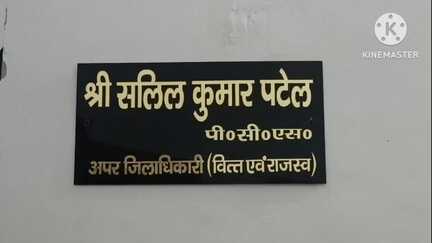 KINEMASTER
श्री सलिल कुमार पटेल
पी०सी०एस०
अपर जिलाधिकारी (वित्त एवं राजस्व)